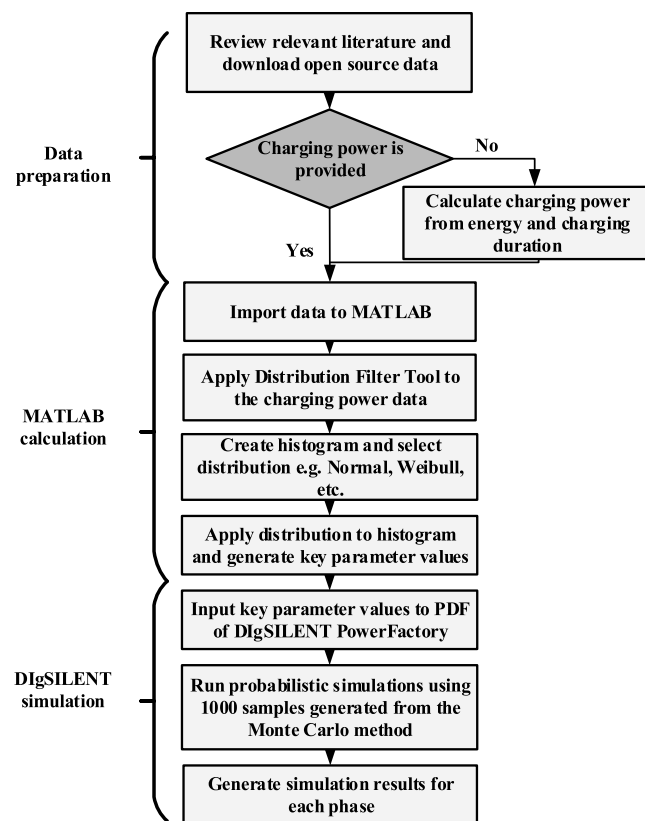 Review relevant literature and
download open source data
Data
preparation
Charging power is
provided
No
Calculate charging power
from energy and charging
duration
Yes
Import data to MATLAB
Apply Distribution Filter Tool to
the charging power data
MATLAB
calculation
Create histogram and select
distribution e.g. Normal, Weibull,
etc.
Apply distribution to histogram
and generate key parameter values
Input key parameter values to PDF
of DIgSILENT PowerFactory
DIgSILENT
simulation
Run probabilistic simulations using
1000 samples generated from the
Monte Carlo method
Generate simulation results for
each phase